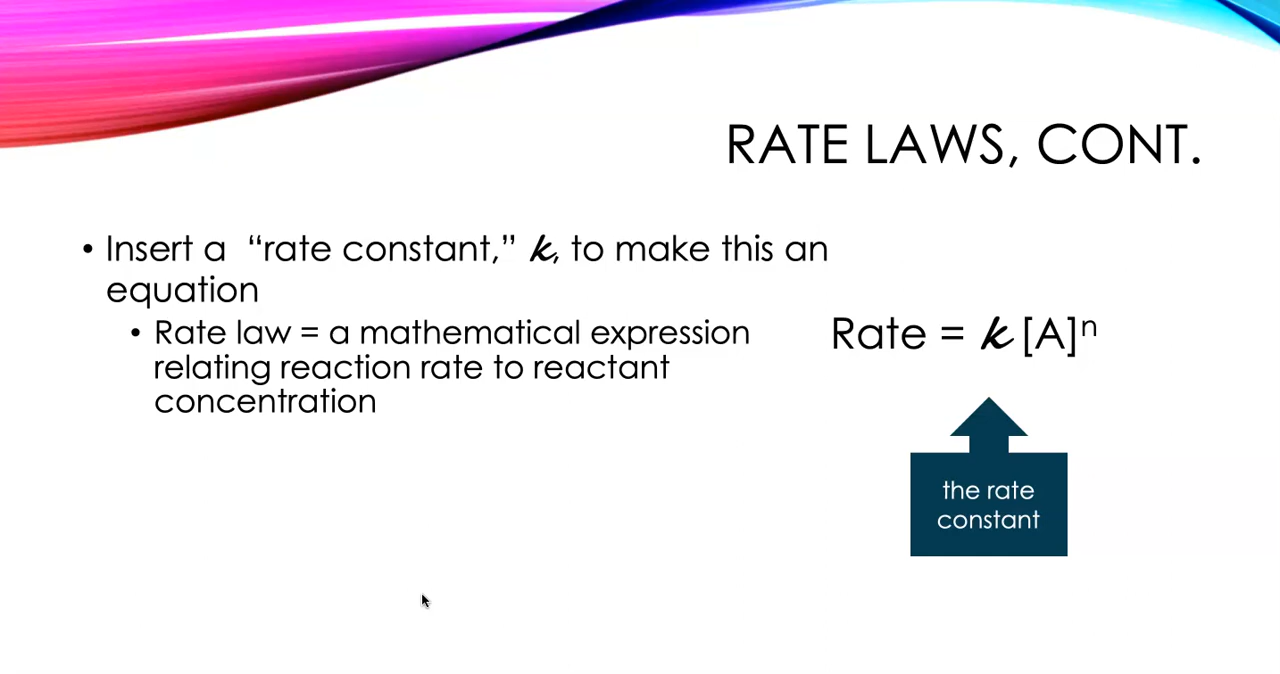 RATE LAWS, CONT.
• Insert a “rate constant,” k, to make this an
equation
• Rate law = a mathematical expression
relating reaction rate to reactant
concentration
Rate = k [A]ⁿ
the rate
constant